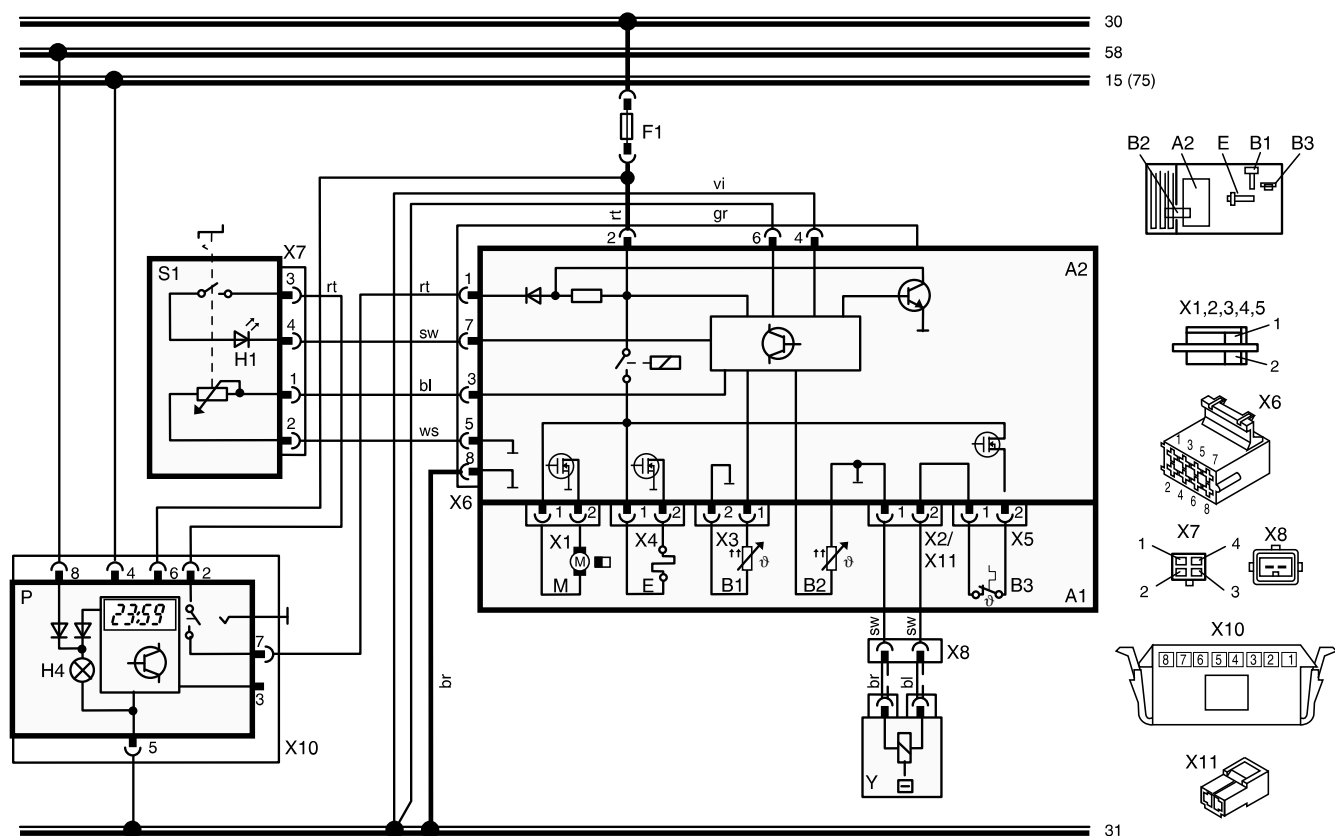 30
58
15 (75)
F1
B2 A2 E B1 B3
vi
gr
rt
2 6 4
A2
S1
X7
3
rt
1
rt
4
7
sw
H1
1
3
bl
2
5
ws
8
X6
X1,2,3,4,5
1
2
X6
1 3 5 7
2 4 6 8
1 2 1 2 2 1 1 2 1 2
X1 X4 X3 X2/
X11
X5
M
M
E
B1
ϑ
B2
ϑ
B3
ϑ
A1
X7
1 4
2 3
X8
8 4 6 2
P
23:59
7
H4
3
5
X10
br
sw
sw
X8
br
bl
Y
X10
8 7 6 5 4 3 2 1
X11
31